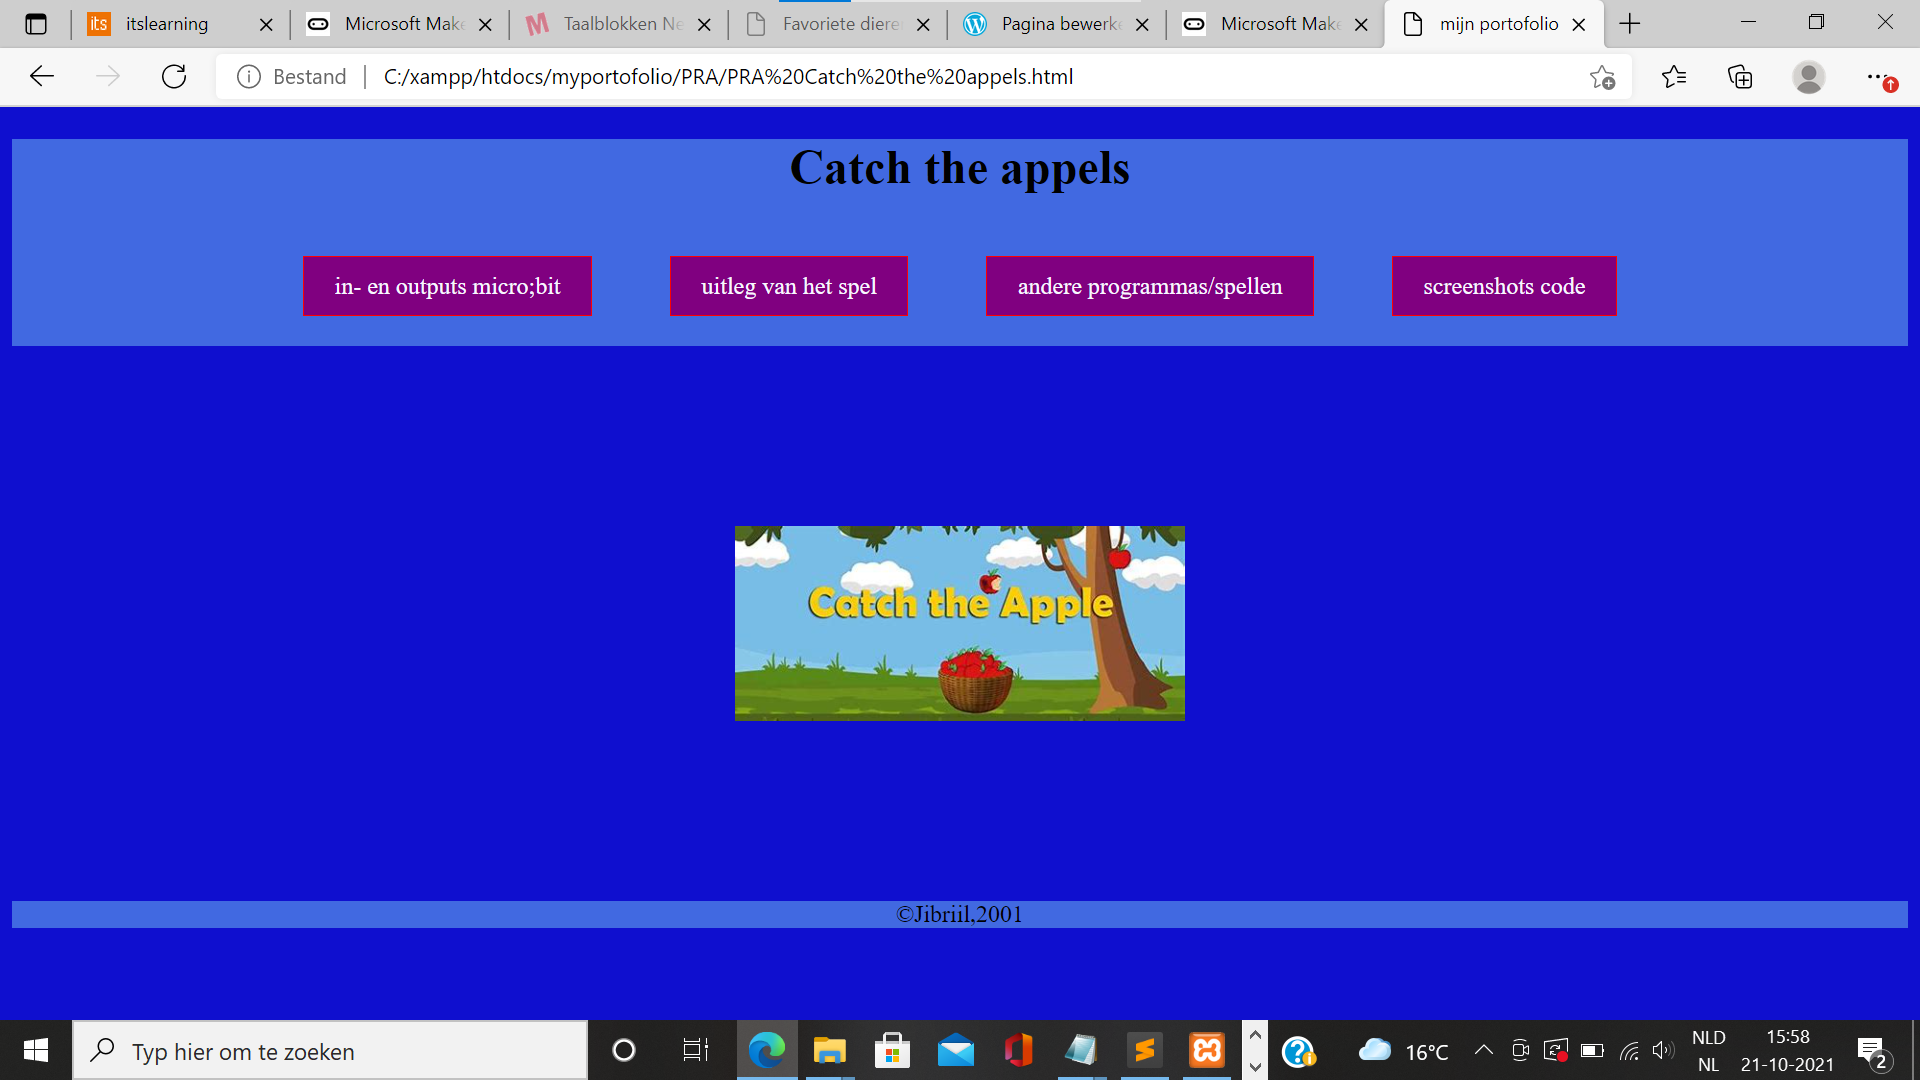 its itslearning
Microsoft Make
Taalblokken Ne
Favoriete diere
Pagina bewerke
Microsoft Make
mijn portofolio
Bestand
C:/xampp/htdocs/myportofolio/PRA/PRA%20Catch%20the%20appels.html
Catch the appels
in- en outputs micro;bit
uitleg van het spel
andere programmas/spellen
screenshots code
Catch the Apple
©Jibriil,2001
Typ hier om te zoeken
16°C
NLD
NL
15:58
21-10-2021
2